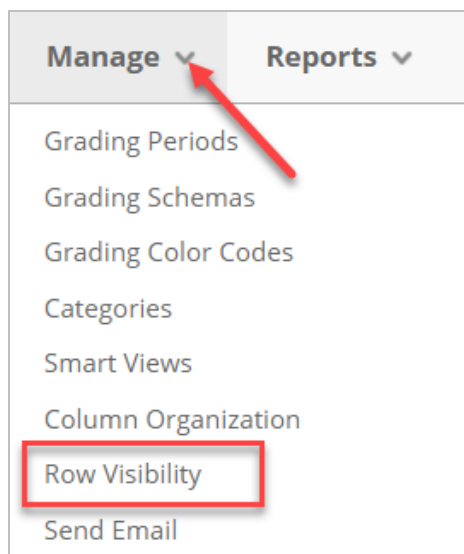 Manage Reports
Grading Periods
Grading Schemas
Grading Color Codes
Categories
Smart Views
Column Organization
Row Visibility
Send Email